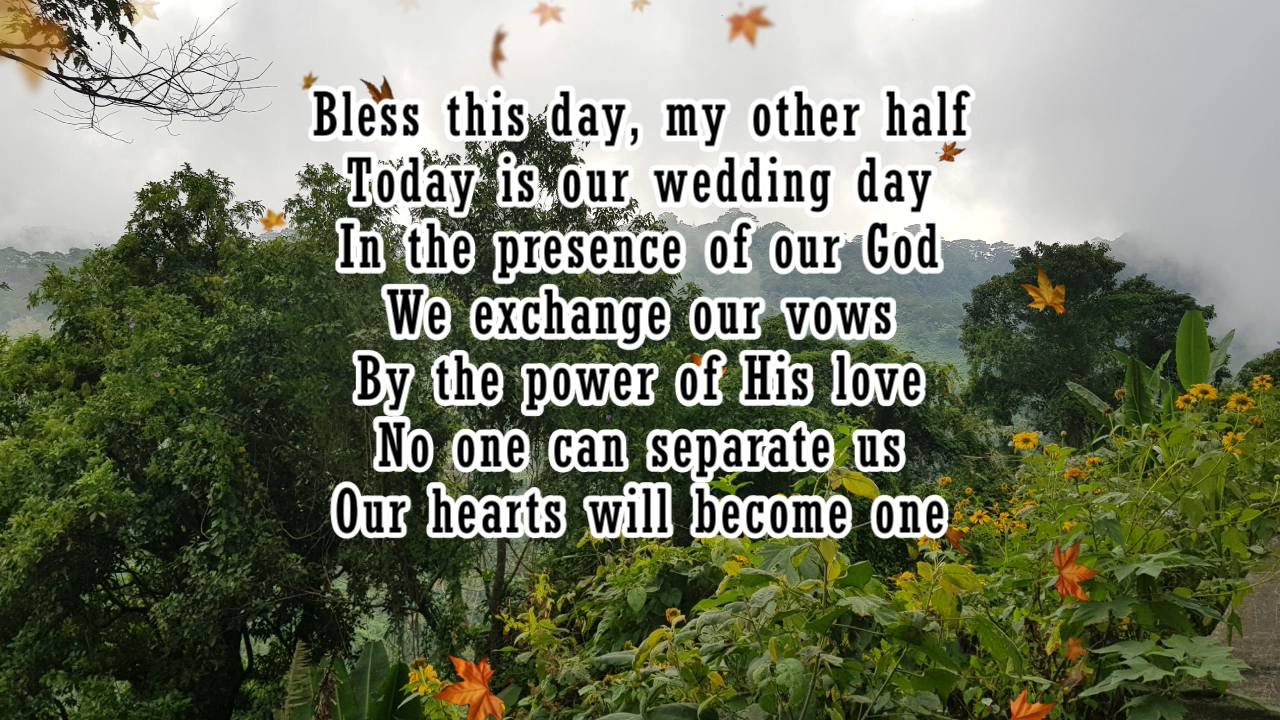 Bless this day, my other half
Today is our wedding day
In the presence of our God
We exchange our vows
By the power of His love
No one can separate us
Our hearts will become one